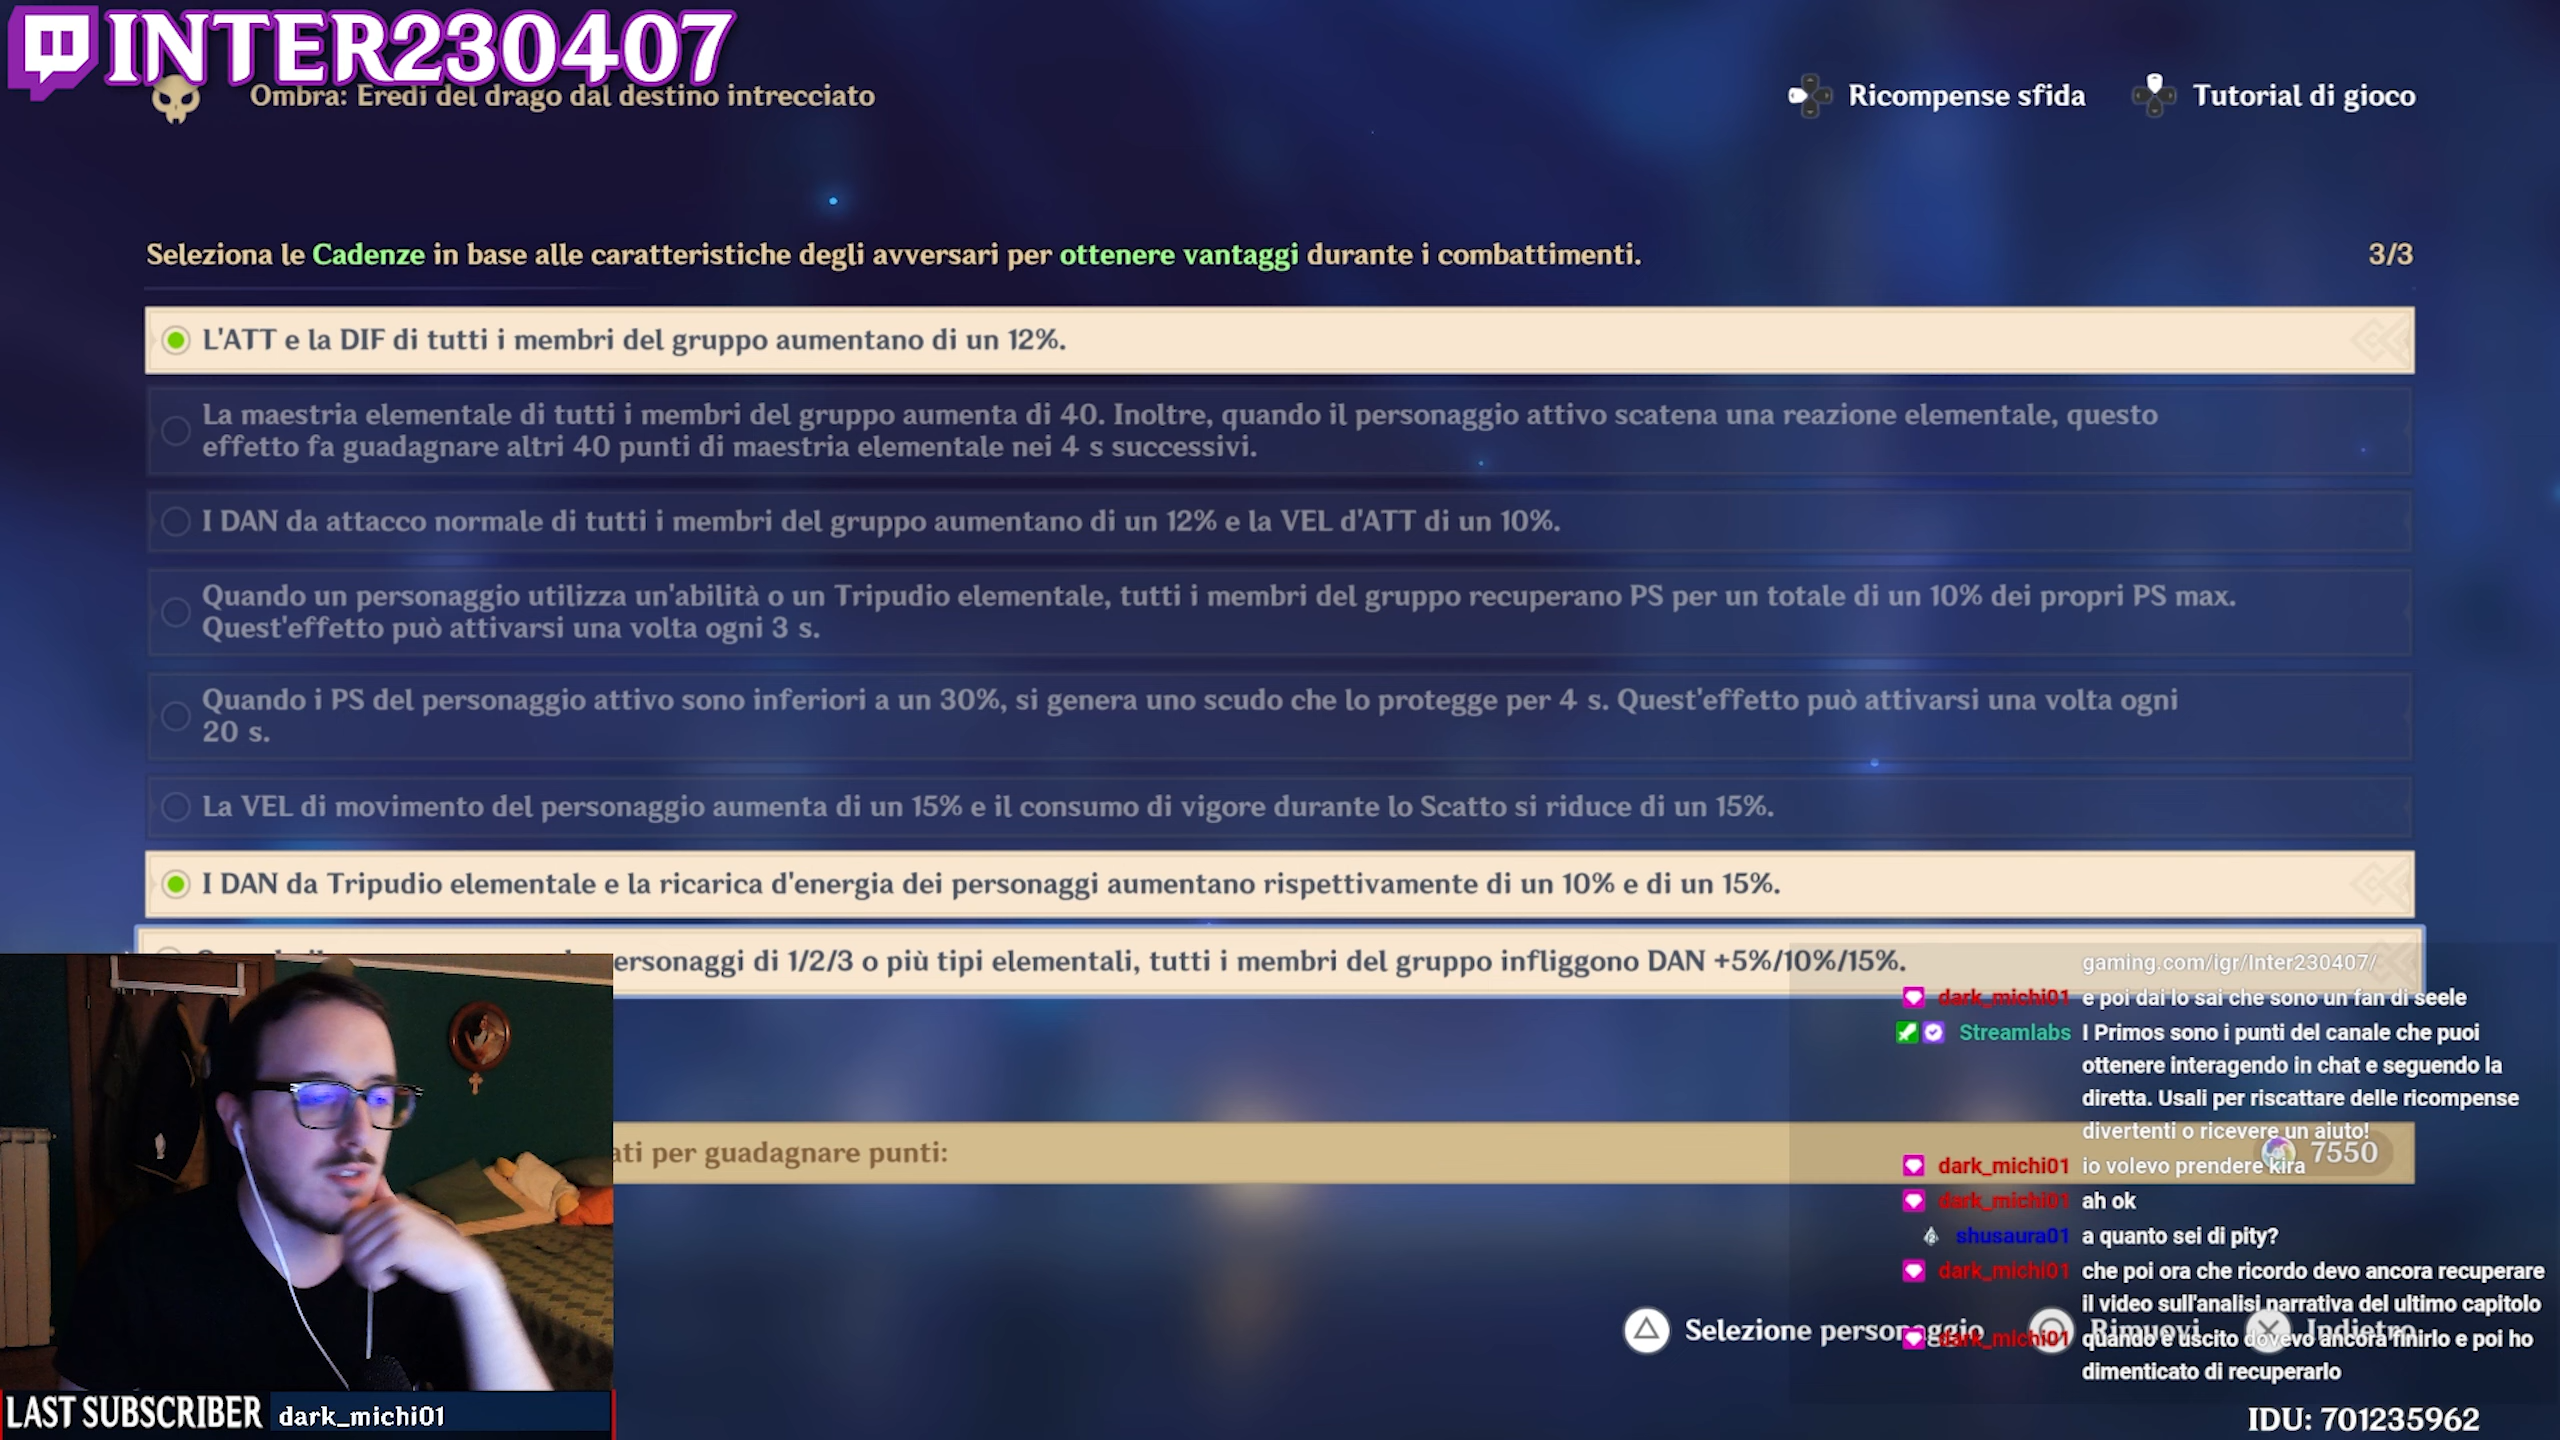 INTER230407
Ombra: Eredi del drago dal destino intrecciato
Ricompense sfida
Tutorial di gioco
Seleziona le Cadenze in base alle caratteristiche degli avversari per ottenere vantaggi durante i combattimenti.
3/3
L'ATT e la DIF di tutti i membri del gruppo aumentano di un 12%.
La maestria elementale di tutti i membri del gruppo aumenta di 40. Inoltre, quando il personaggio attivo scatena una reazione elementale, questo
effetto fa guadagnare altri 40 punti di maestria elementale nei 4 s successivi.
I DAN da attacco normale di tutti i membri del gruppo aumentano di un 12% e la VEL d'ATT di un 10%.
Quando un personaggio utilizza un'abilità o un Tripudio elementale, tutti i membri del gruppo recuperano PS per un totale di un 10% dei propri PS max.
Quest'effetto può attivarsi una volta ogni 3 s.
Quando i PS del personaggio attivo sono inferiori a un 30%, si genera uno scudo che lo protegge per 4 s. Quest'effetto può attivarsi una volta ogni
20 s.
La VEL di movimento del personaggio aumenta di un 15% e il consumo di vigore durante lo Scatto si riduce di un 15%.
I DAN da Tripudio elementale e la ricarica d'energia dei personaggi aumentano rispettivamente di un 10% e di un 15%.
ersonaggi di 1/2/3 o più tipi elementali, tutti i membri del gruppo infliggono DAN +5%/10%/15%.
gaming.com/igr/Inter230407/
dark_michi01 e poi dai lo sai che sono un fan di seele
Streamlabs I Primos sono i punti del canale che puoi
ottenere interagendo in chat e seguendo la
diretta. Usali per riscattare delle ricompense
divertenti o ricevere un aiuto!
ati per guadagnare punti:
7550
dark_michi01 io volevo prendere kira
dark_michi01 ah ok
shusaura01 a quanto sei di pity?
dark_michi01 che poi ora che ricordo devo ancora recuperare
il video sull'analisi narrativa del ultimo capitolo
Selezione personaggio
Rimuovi
Indietro
dark_michi01 quando è uscito dovevo ancora finirlo e poi ho
dimenticato di recuperarlo
LAST SUBSCRIBER dark_michi01
IDU: 701235962